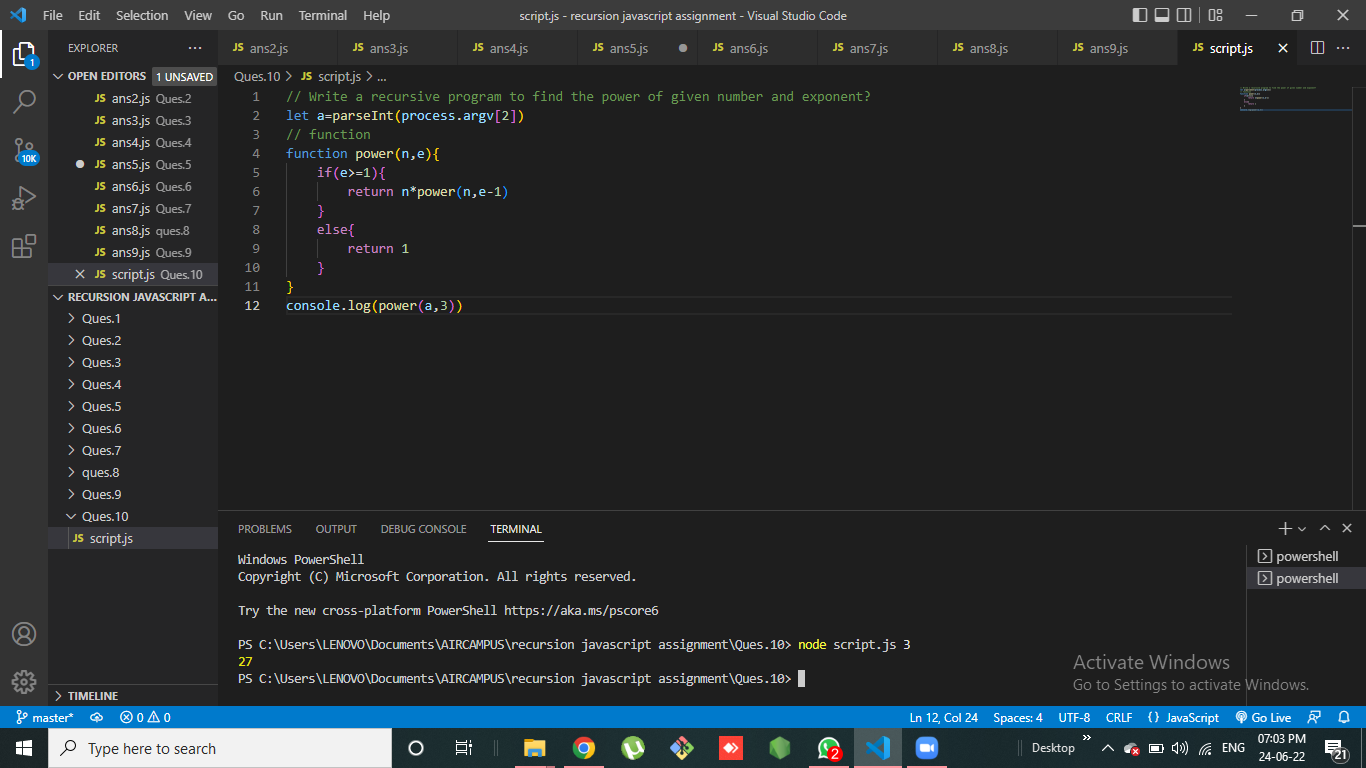 File Edit Selection View Go Run Terminal Help
script.js - recursion javascript assignment - Visual Studio Code
EXPLORER
JS ans2.js JS ans3.js JS ans4.js JS ans5.js JS ans6.js JS ans7.js JS ans8.js JS ans9.js JS script.js
OPEN EDITORS 1 UNSAVED
JS ans2.js Ques.2
JS ans3.js Ques.3
JS ans4.js Ques.4
JS ans5.js Ques.5
JS ans6.js Ques.6
JS ans7.js Ques.7
JS ans8.js ques.8
JS ans9.js Ques.9
JS script.js Ques.10
RECURSION JAVASCRIPT A...
Ques.1
Ques.2
Ques.3
Ques.4
Ques.5
Ques.6
Ques.7
ques.8
Ques.9
Ques.10
JS script.js
TIMELINE
1
10K
Ques.10 > JS script.js > ...
1 // Write a recursive program to find the power of given number and exponent?
2 let a=parseInt(process.argv[2])
3 // function
4 function power(n,e){
5 if(e>=1){
6 return n*power(n,e-1)
7 }
8 else{
9 return 1
10 }
11 }
12 console.log(power(a,3))
PROBLEMS OUTPUT DEBUG CONSOLE TERMINAL
Windows PowerShell
Copyright (C) Microsoft Corporation. All rights reserved.
Try the new cross-platform PowerShell https://aka.ms/pscore6
PS C:\Users\LENOVO\Documents\AIRCAMPUS\recursion javascript assignment\Ques.10> node script.js 3
27
PS C:\Users\LENOVO\Documents\AIRCAMPUS\recursion javascript assignment\Ques.10>
powershell
powershell
Activate Windows
Go to Settings to activate Windows.
master* 0 0 Ln 12, Col 24 Spaces: 4 UTF-8 CRLF {} JavaScript Go Live
Type here to search
2
Desktop
ENG
07:03 PM
24-06-22
21